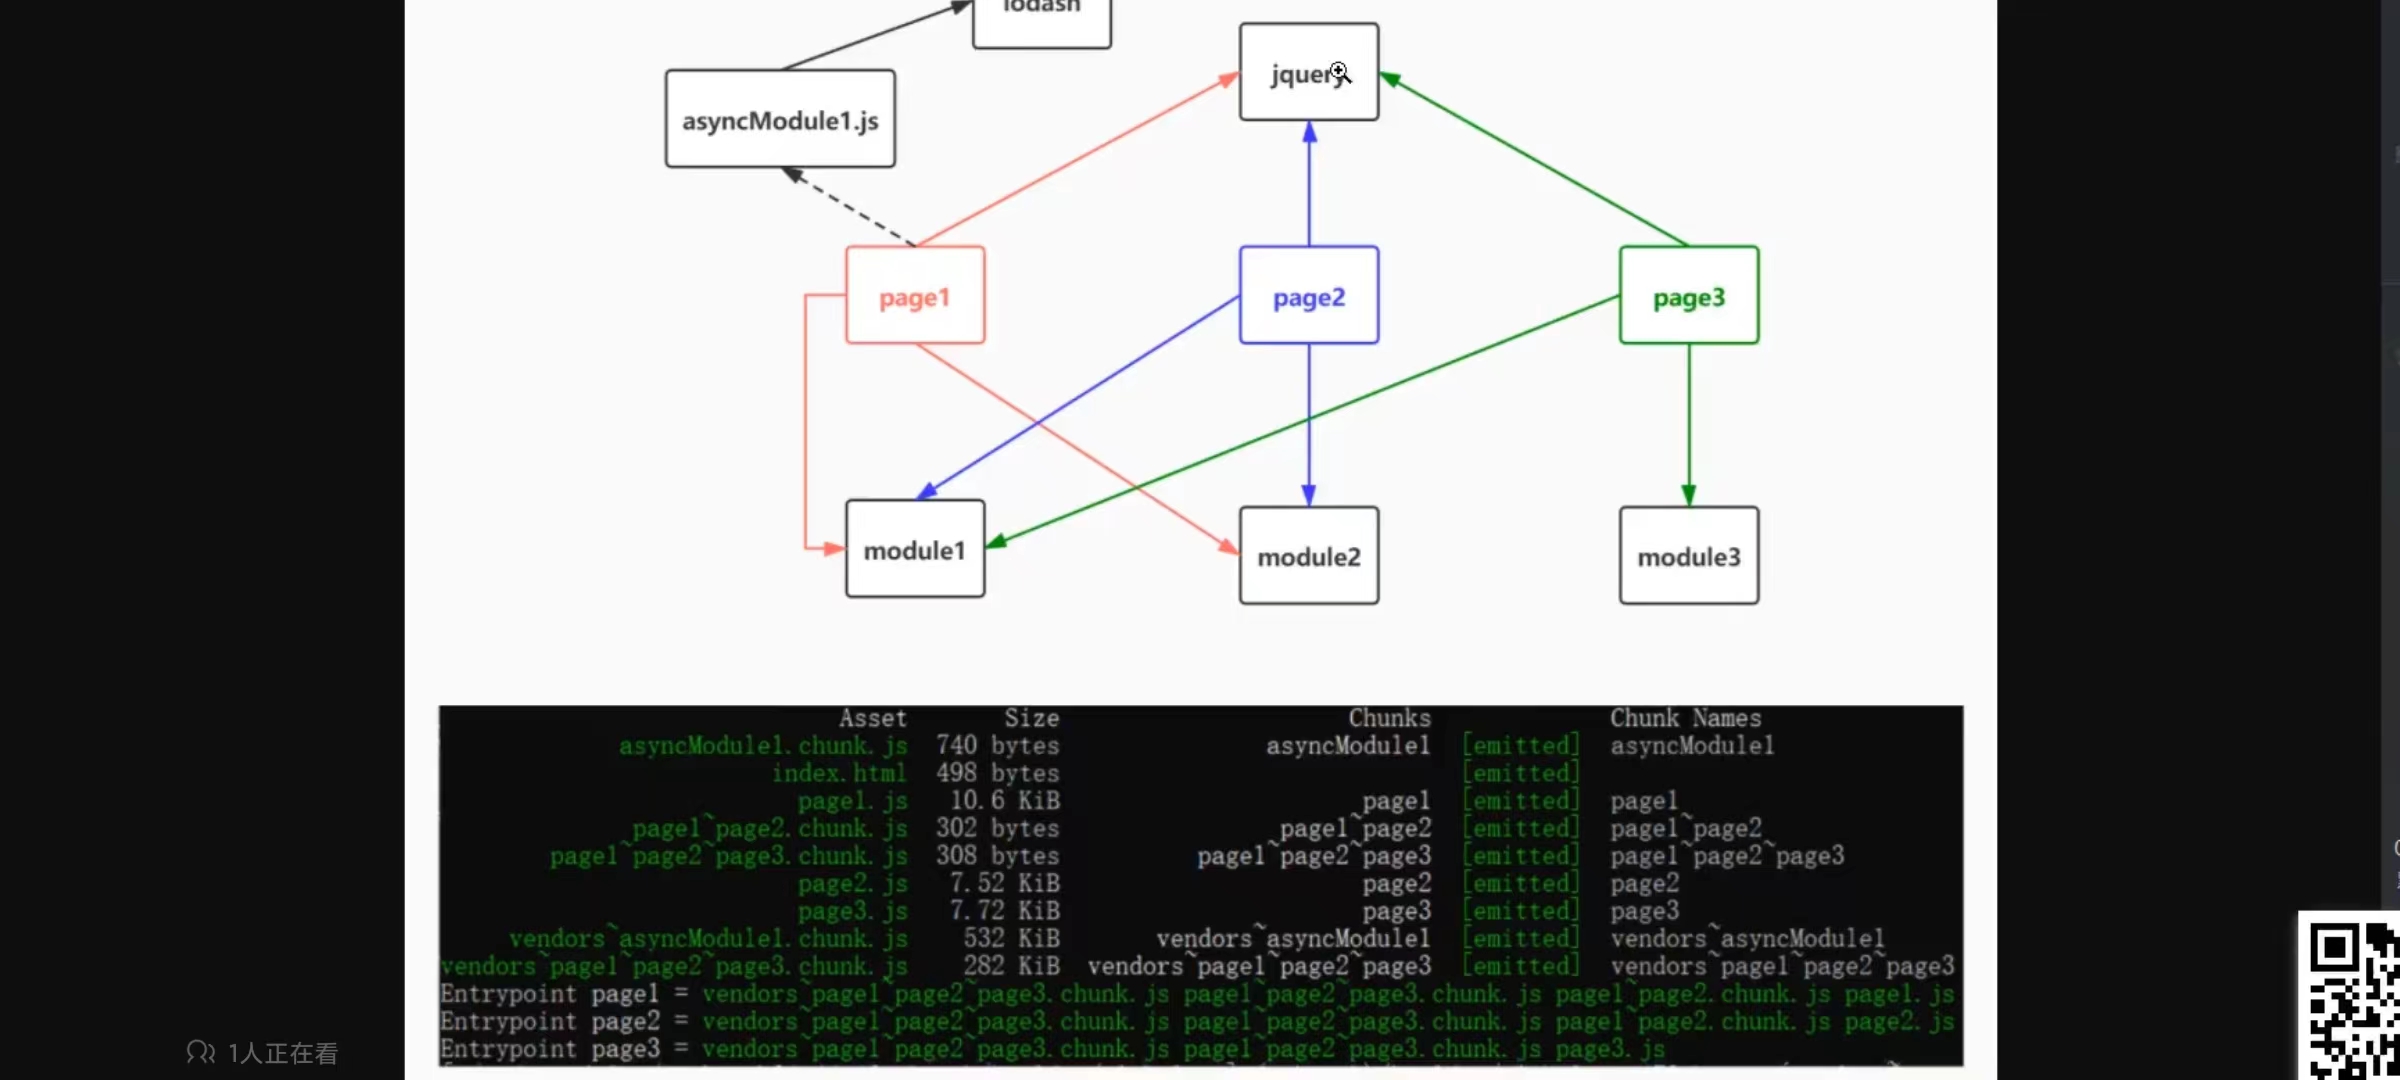 lodash
jquery
asyncModule1.js
page1
page2
page3
module1
module2
module3
Asset Size Chunks Chunk Names
asyncModule1.chunk.js 740 bytes asyncModule1 [emitted] asyncModule1
index.html 498 bytes [emitted]
page1.js 10.6 KiB page1 [emitted] page1
page1~page2.chunk.js 302 bytes page1~page2 [emitted] page1~page2
page1~page2~page3.chunk.js 308 bytes page1~page2~page3 [emitted] page1~page2~page3
page2.js 7.52 KiB page2 [emitted] page2
page3.js 7.72 KiB page3 [emitted] page3
vendors~asyncModule1.chunk.js 532 KiB vendors~asyncModule1 [emitted] vendors~asyncModule1
vendors~page1~page2~page3.chunk.js 282 KiB vendors~page1~page2~page3 [emitted] vendors~page1~page2~page3
Entrypoint page1 = vendors~page1~page2~page3.chunk.js page1~page2~page3.chunk.js page1~page2.chunk.js page1.js
Entrypoint page2 = vendors~page1~page2~page3.chunk.js page1~page2~page3.chunk.js page1~page2.chunk.js page2.js
Entrypoint page3 = vendors~page1~page2~page3.chunk.js page1~page2~page3.chunk.js page3.js
1人正在看